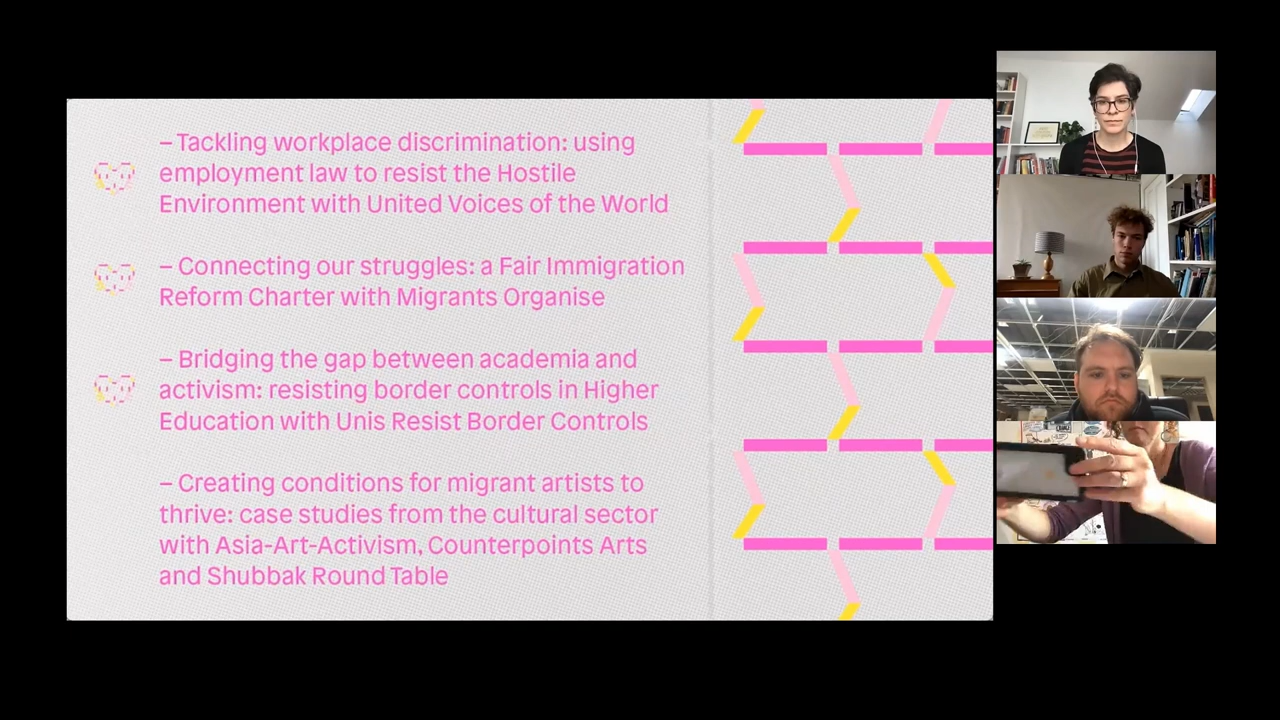 – Tackling workplace discrimination: using
employment law to resist the Hostile
Environment with United Voices of the World
– Connecting our struggles: a Fair Immigration
Reform Charter with Migrants Organise
– Bridging the gap between academia and
activism: resisting border controls in Higher
Education with Unis Resist Border Controls
– Creating conditions for migrant artists to
thrive: case studies from the cultural sector
with Asia-Art-Activism, Counterpoints Arts
and Shubbak Round Table